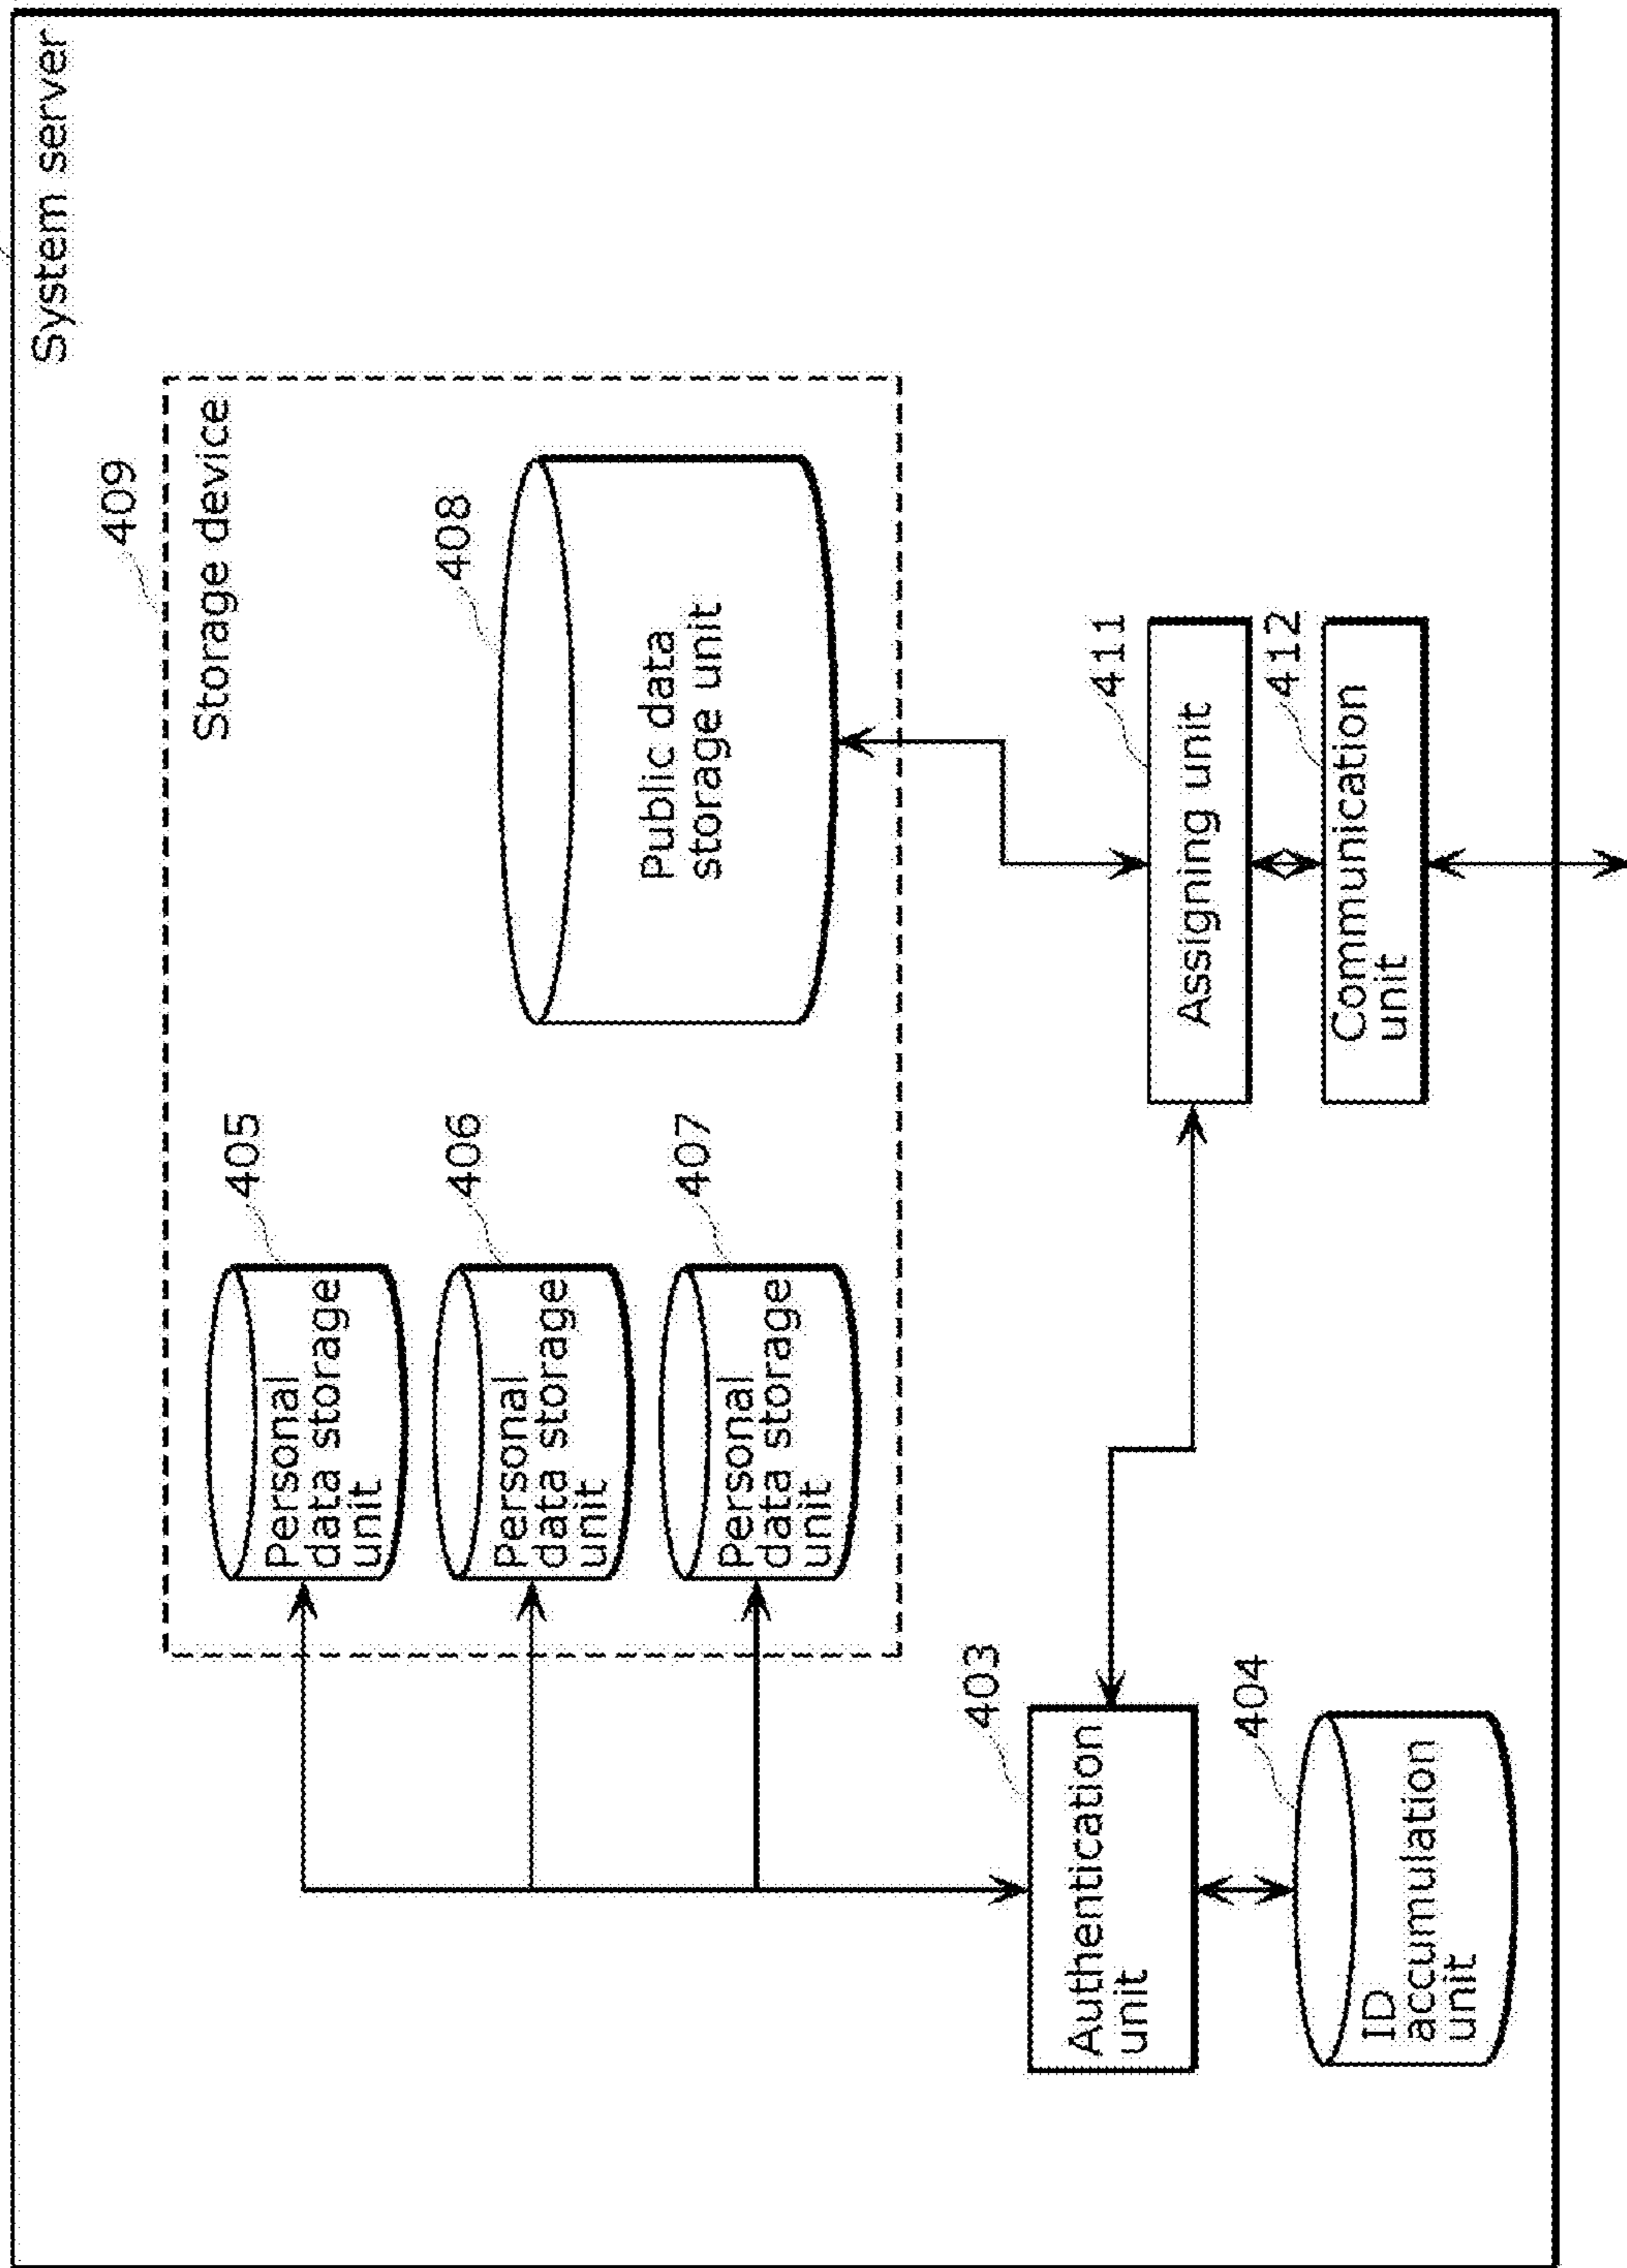 System server
409
Storage device
405
Personal
data storage
unit
406
Personal
data storage
unit
407
Personal
data storage
unit
408
Public data
storage unit
403
Authentication
unit
404
ID
accumulation
unit
411
Assigning unit
412
Communication
unit